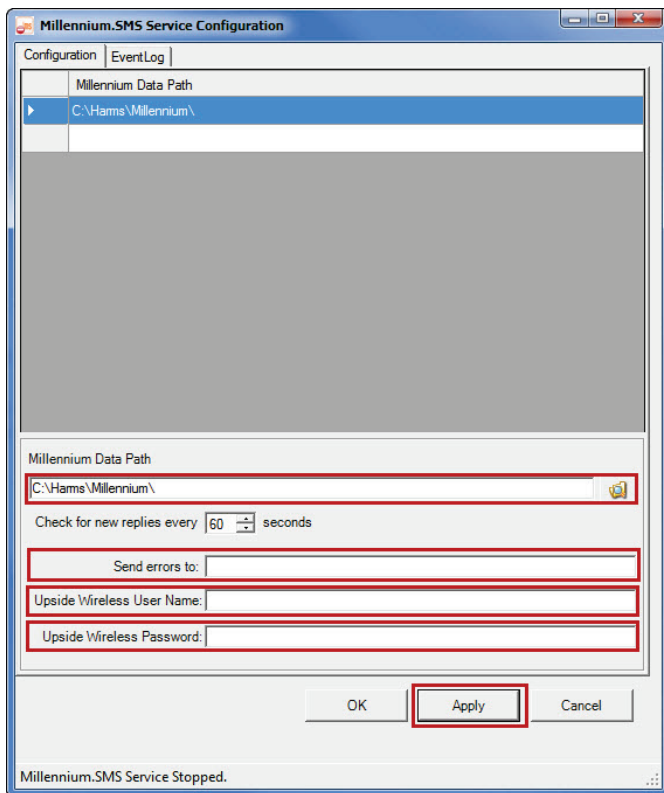 Millennium.SMS Service Configuration
Configuration EventLog
Millennium Data Path
C:\Harms\Millennium\
Millennium Data Path
C:\Harms\Millennium\
Check for new replies every 60 seconds
Send errors to:
Upside Wireless User Name:
Upside Wireless Password:
OK Apply Cancel
Millennium.SMS Service Stopped.